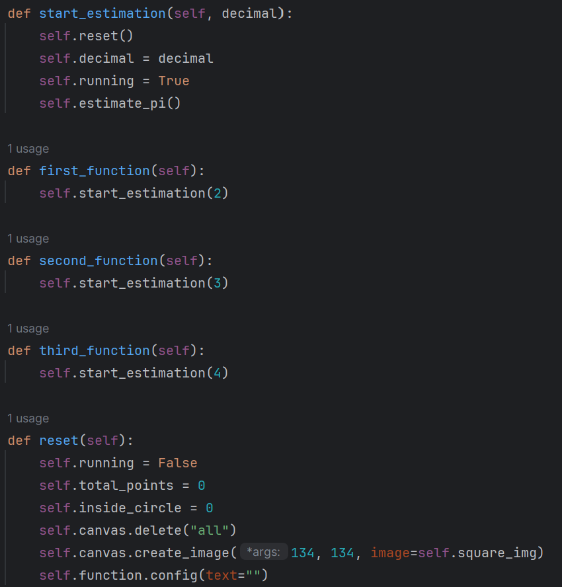 def start_estimation(self, decimal):
    self.reset()
    self.decimal = decimal
    self.running = True
    self.estimate_pi()
1 usage
def first_function(self):
    self.start_estimation(2)
1 usage
def second_function(self):
    self.start_estimation(3)
1 usage
def third_function(self):
    self.start_estimation(4)
1 usage
def reset(self):
    self.running = False
    self.total_points = 0
    self.inside_circle = 0
    self.canvas.delete("all")
    self.canvas.create_image( *args: 134, 134, image=self.square_img)
    self.function.config(text="")